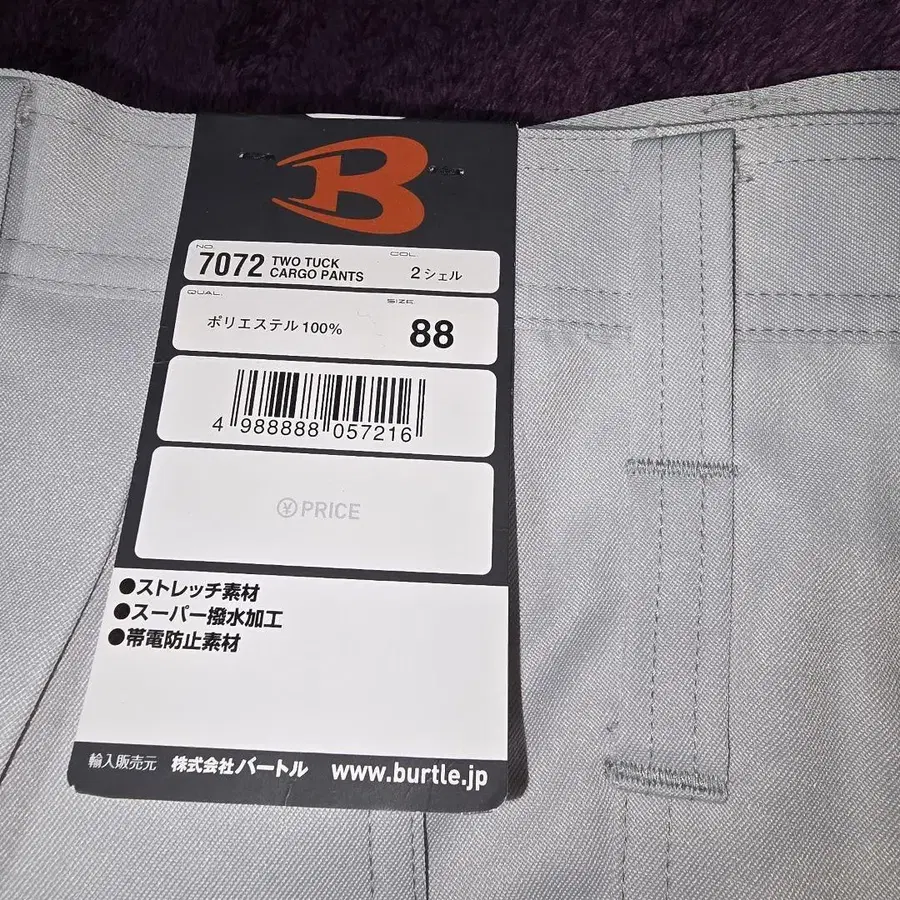 B
NO.
7072 TWO TUCK
CARGO PANTS
COL.
2 シェル
QUAL.
ポリエステル 100%
SIZE
88
4 988888 057216
¥ PRICE
●ストレッチ素材
●スーパー撥水加工
●帯電防止素材
輸入販売元 株式会社バートル www.burtle.jp